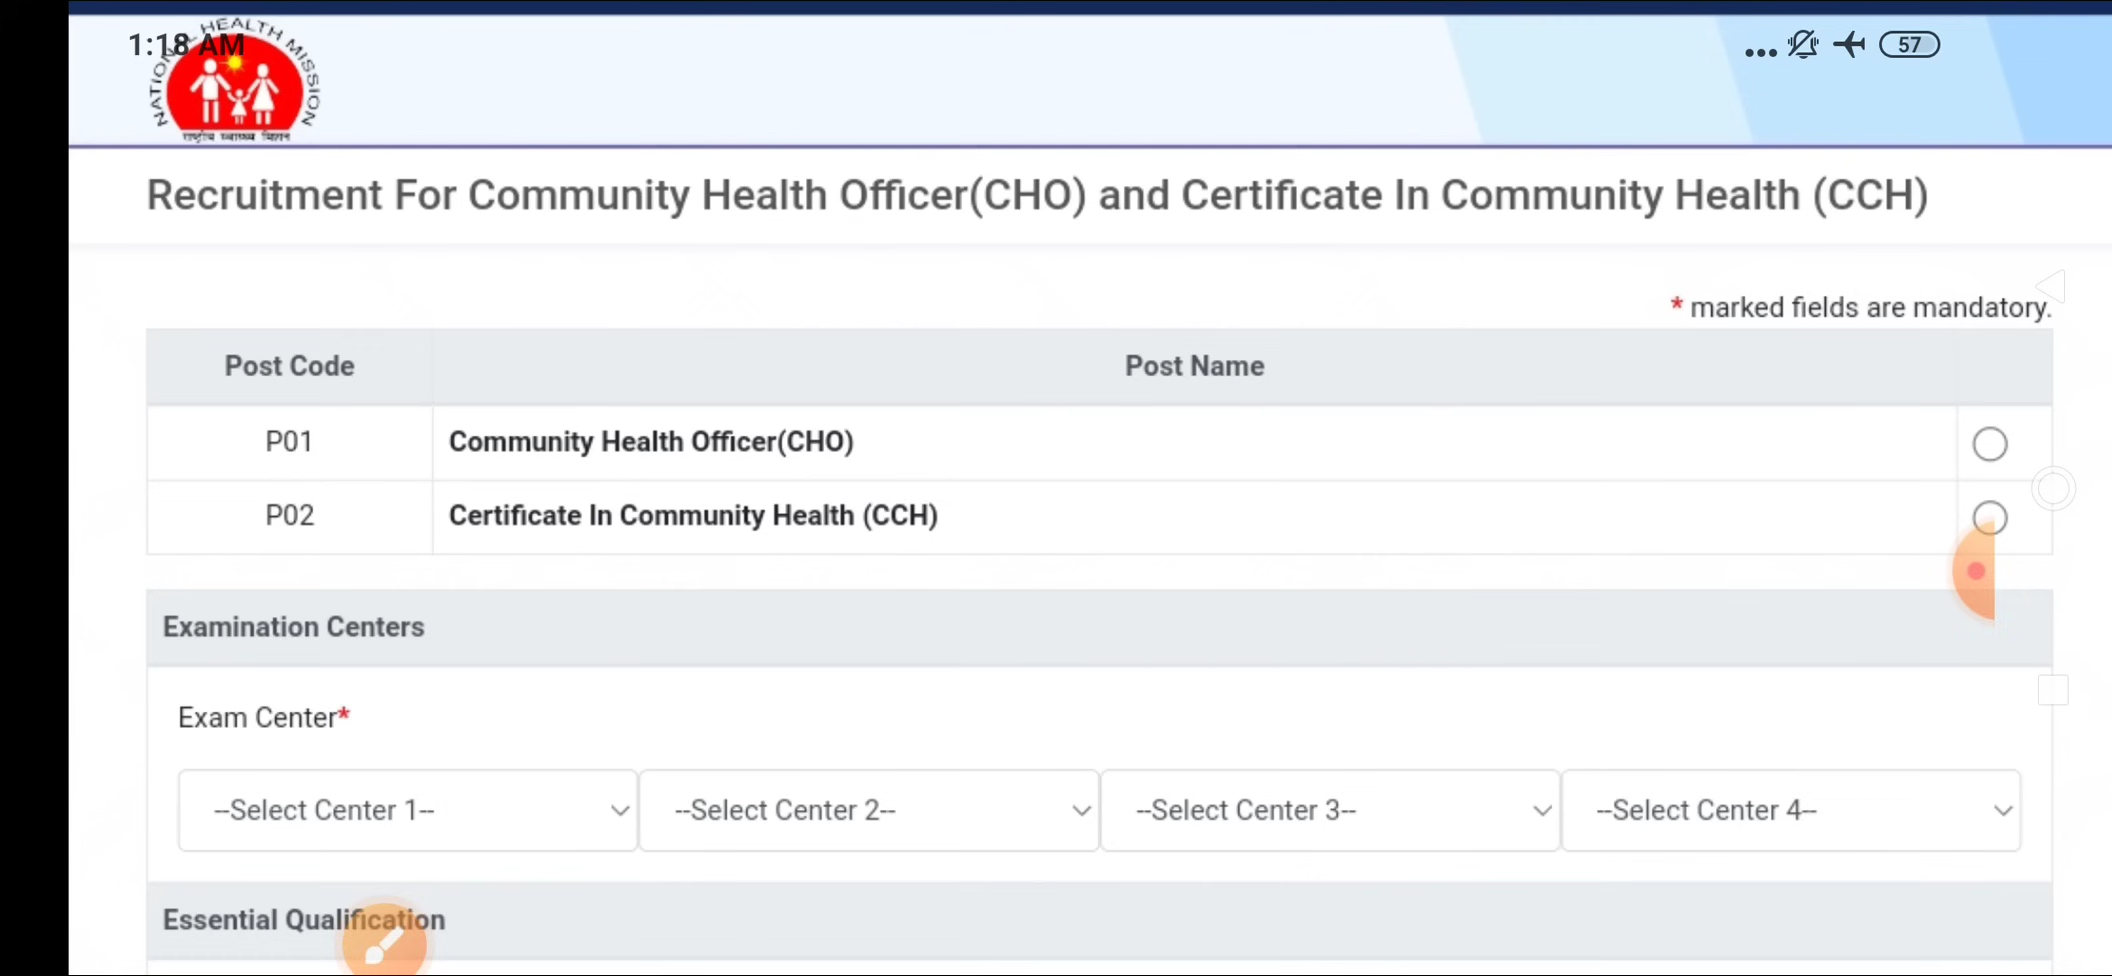 1:18 AM
57
NATIONAL HEALTH MISSION
राष्ट्रीय स्वास्थ्य मिशन
Recruitment For Community Health Officer(CHO) and Certificate In Community Health (CCH)
* marked fields are mandatory.
Post Code Post Name
P01 Community Health Officer(CHO)
P02 Certificate In Community Health (CCH)
Examination Centers
Exam Center*
--Select Center 1-- --Select Center 2-- --Select Center 3-- --Select Center 4--
Essential Qualification